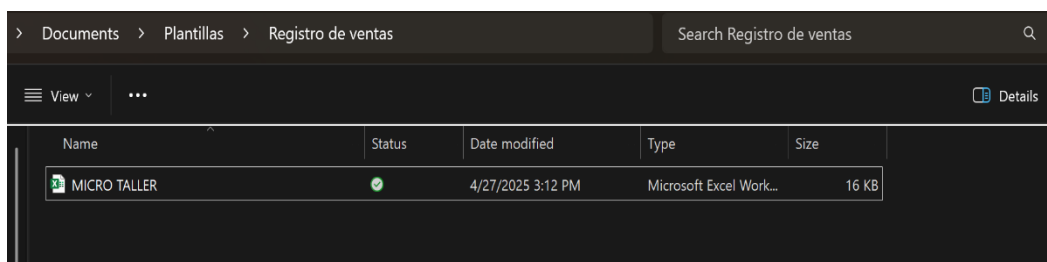 > Documents > Plantillas > Registro de ventas Search Registro de ventas
View ... Details
Name Status Date modified Type Size
MICRO TALLER 4/27/2025 3:12 PM Microsoft Excel Work... 16 KB